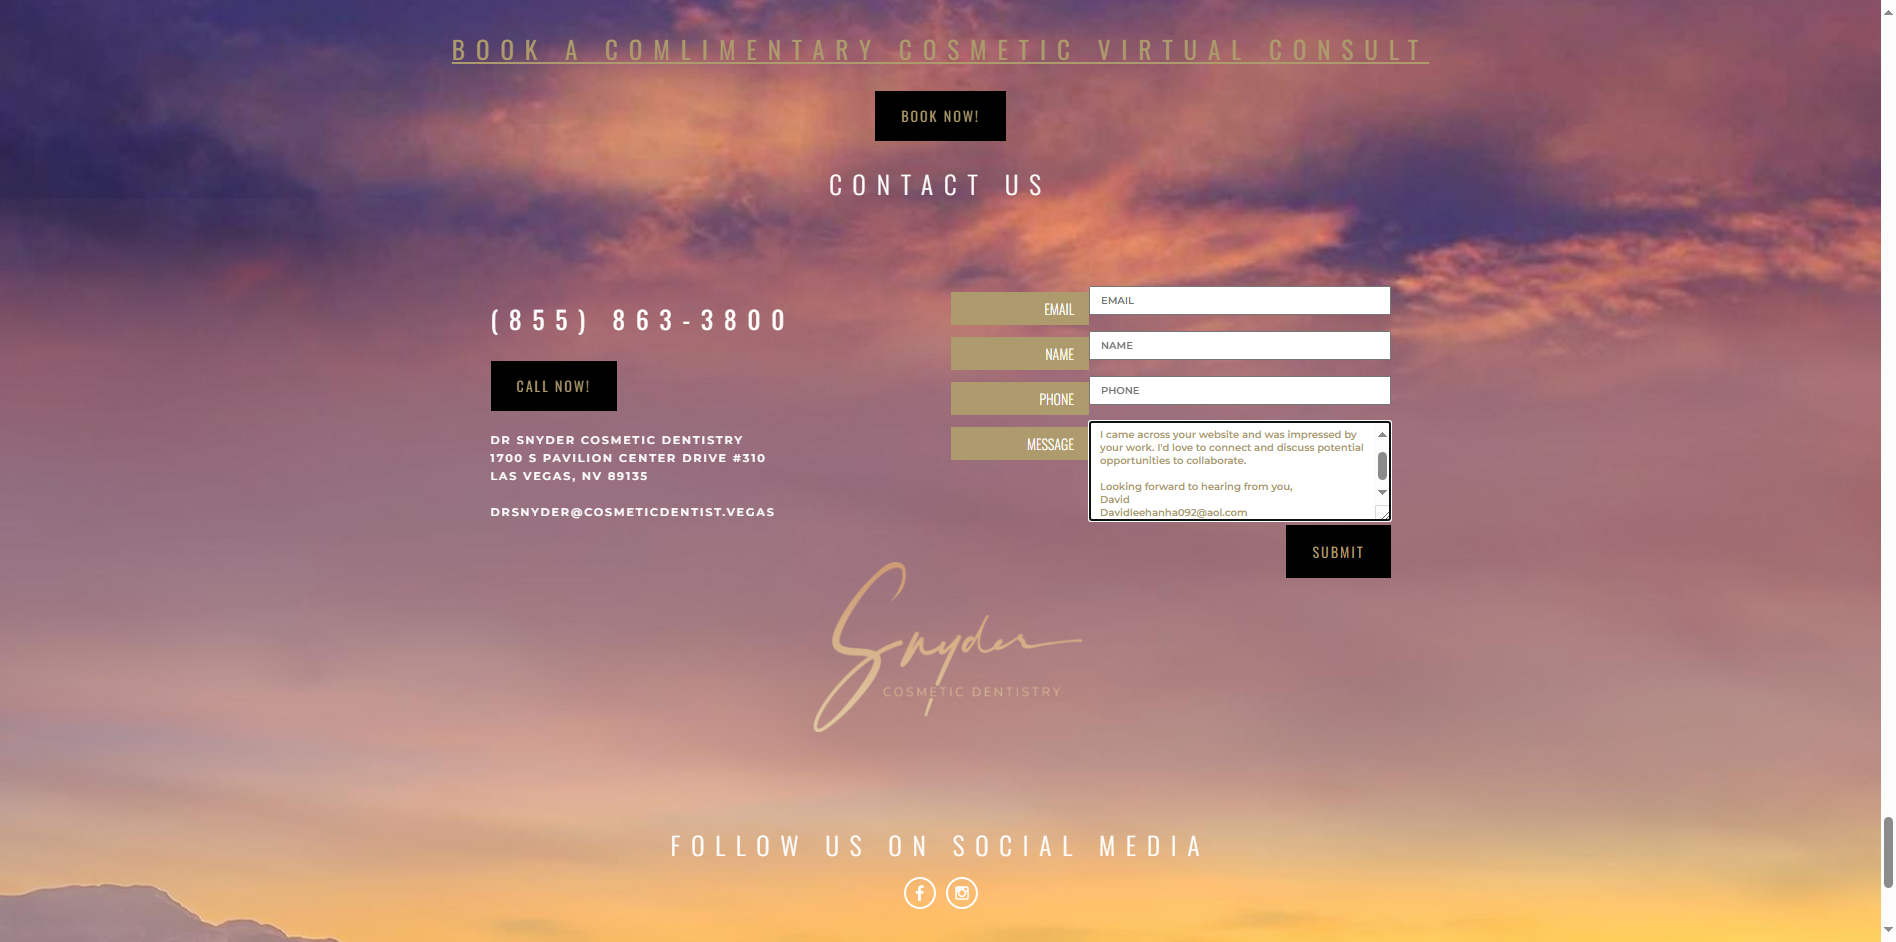 BOOK A COMLIMENTARY COSMETIC VIRTUAL CONSULT
BOOK NOW!
CONTACT US
(855) 863-3800
CALL NOW!
DR SNYDER COSMETIC DENTISTRY
1700 S PAVILION CENTER DRIVE #310
LAS VEGAS, NV 89135
DRSNYDER@COSMETICDENTIST.VEGAS
EMAIL
EMAIL
NAME
NAME
PHONE
PHONE
MESSAGE
I came across your website and was impressed by
your work. I'd love to connect and discuss potential
opportunities to collaborate.
Looking forward to hearing from you,
David
Davidleehanha092@aol.com
SUBMIT
Snyder
COSMETIC DENTISTRY
FOLLOW US ON SOCIAL MEDIA